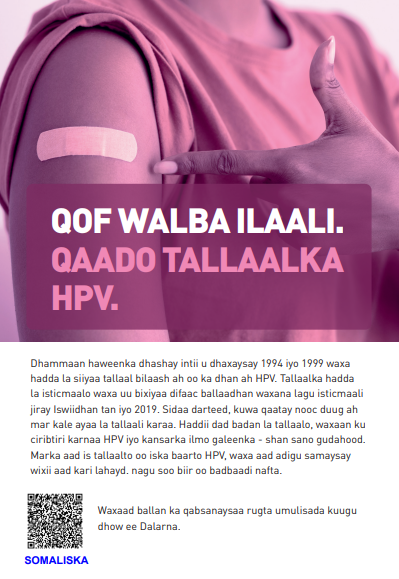 QOF WALBA ILAALI.
QAADO TALLAALKA
HPV.
Dhammaan haweenka dhashay intii u dhaxaysay 1994 iyo 1999 waxa
hadda la siiyaa tallaal bilaash ah oo ka dhan ah HPV. Tallaalka hadda
la isticmaalo waxa uu bixiyaa difaac ballaadhan waxana lagu isticmaali
jiray Iswiidhan tan iyo 2019. Sidaa darteed, kuwa qaatay nooc duug ah
mar kale ayaa la tallaali karaa. Haddii dad badan la tallaalo, waxaan ku
ciribtiri karnaa HPV iyo kansarka ilmo galeenka - shan sano gudahood.
Marka aad is tallaalto oo iska baarto HPV, waxa aad adigu samaysay
wixii aad kari lahayd. nagu soo biir oo badbaadi nafta.
Waxaad ballan ka qabsanaysaa rugta umulisada kuugu
dhow ee Dalarna.
SOMALISKA